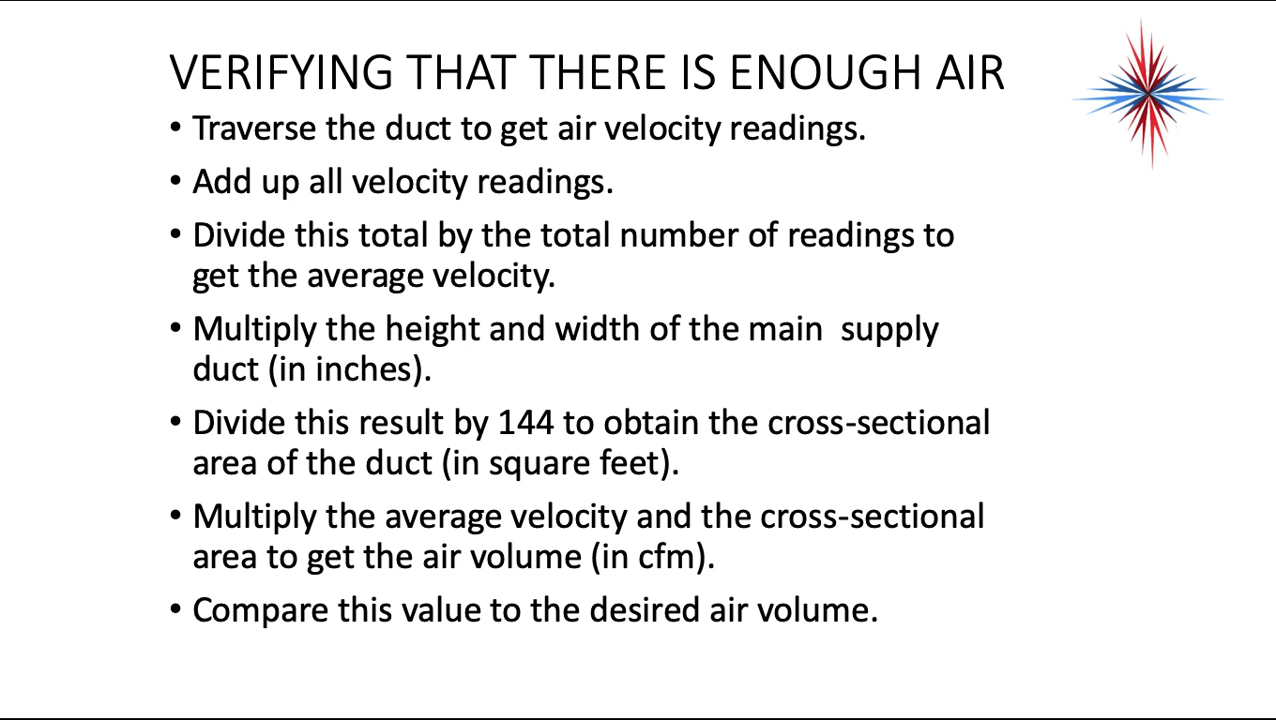 VERIFYING THAT THERE IS ENOUGH AIR
• Traverse the duct to get air velocity readings.
• Add up all velocity readings.
• Divide this total by the total number of readings to
get the average velocity.
• Multiply the height and width of the main  supply
duct (in inches).
• Divide this result by 144 to obtain the cross-sectional
area of the duct (in square feet).
• Multiply the average velocity and the cross-sectional
area to get the air volume (in cfm).
• Compare this value to the desired air volume.